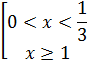 0 < x < 1/3
x ≥ 1